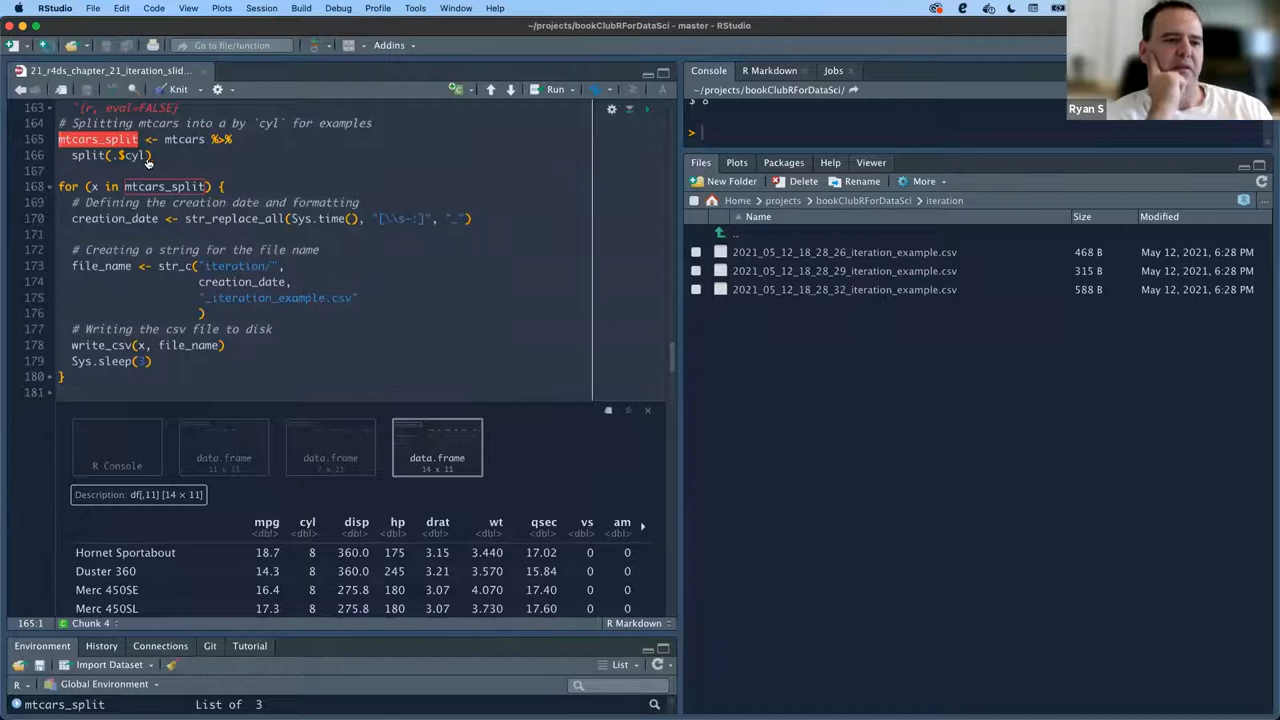 RStudio File Edit Code View Plots Session Build Debug Profile Tools Window Help
~/projects/bookClubRForDataSci - master - RStudio
Go to file/function Addins
21_r4ds_chapter_21_iteration_slid...
Knit Run
163 `{r, eval=FALSE}
164 # Splitting mtcars into a by `cyl` for examples
165 mtcars_split <- mtcars %>%
166 split(.$cyl)
167
168 for (x in mtcars_split) {
169 # Defining the creation date and formatting
170 creation_date <- str_replace_all(Sys.time(), "[\\s-:]", "_")
171
172 # Creating a string for the file name
173 file_name <- str_c("iteration/",
174 creation_date,
175 "_iteration_example.csv"
176 )
177 # Writing the csv file to disk
178 write_csv(x, file_name)
179 Sys.sleep(3)
180 }
181
R Console
data.frame
11 x 11
data.frame
7 x 11
data.frame
14 x 11
Description: df[,11] [14 × 11]
mpg cyl disp hp drat wt qsec vs am
<dbl> <dbl> <dbl> <dbl> <dbl> <dbl> <dbl> <dbl> <dbl>
Hornet Sportabout 18.7 8 360.0 175 3.15 3.440 17.02 0 0
Duster 360 14.3 8 360.0 245 3.21 3.570 15.84 0 0
Merc 450SE 16.4 8 275.8 180 3.07 4.070 17.40 0 0
Merc 450SL 17.3 8 275.8 180 3.07 3.730 17.60 0 0
165:1 Chunk 4 R Markdown
Environment History Connections Git Tutorial
Import Dataset List
R Global Environment
mtcars_split List of 3
Console R Markdown Jobs
~/projects/bookClubRForDataSci/
>
Files Plots Packages Help Viewer
New Folder Delete Rename More
Home projects bookClubRForDataSci iteration
Name Size Modified
..
2021_05_12_18_28_26_iteration_example.csv 468 B May 12, 2021, 6:28 PM
2021_05_12_18_28_29_iteration_example.csv 315 B May 12, 2021, 6:28 PM
2021_05_12_18_28_32_iteration_example.csv 588 B May 12, 2021, 6:28 PM
Ryan S